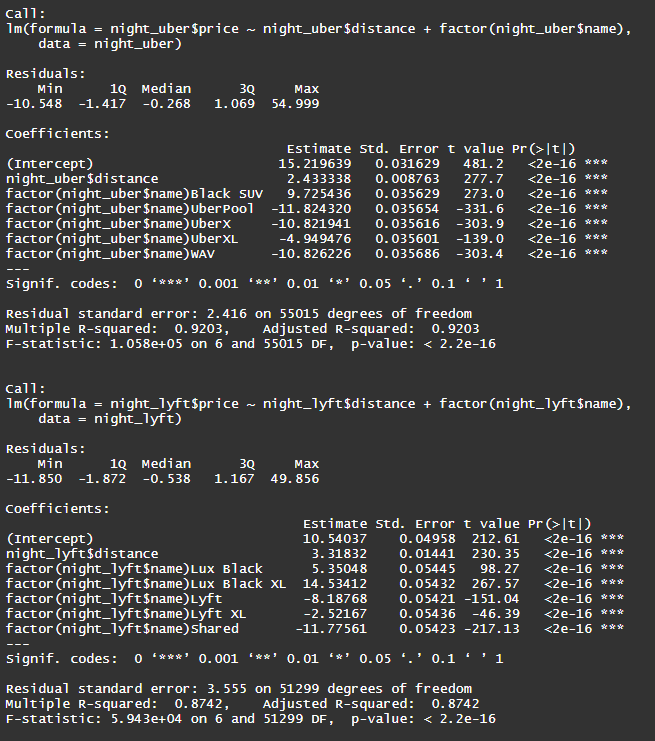 Call:
lm(formula = night_uber$price ~ night_uber$distance + factor(night_uber$name),
    data = night_uber)

Residuals:
    Min      1Q  Median      3Q     Max
-10.548  -1.417  -0.268   1.069  54.999

Coefficients:
                                   Estimate Std. Error t value Pr(>|t|)
(Intercept)                       15.219639   0.031629   481.2   <2e-16 ***
night_uber$distance                2.433338   0.008763   277.7   <2e-16 ***
factor(night_uber$name)Black SUV   9.725436   0.035629   273.0   <2e-16 ***
factor(night_uber$name)UberPool  -11.824320   0.035654  -331.6   <2e-16 ***
factor(night_uber$name)UberX     -10.821941   0.035616  -303.9   <2e-16 ***
factor(night_uber$name)UberXL     -4.949476   0.035601  -139.0   <2e-16 ***
factor(night_uber$name)WAV       -10.826226   0.035686  -303.4   <2e-16 ***
---
Signif. codes:  0 ‘***’ 0.001 ‘**’ 0.01 ‘*’ 0.05 ‘.’ 0.1 ‘ ’ 1

Residual standard error: 2.416 on 55015 degrees of freedom
Multiple R-squared:  0.9203,    Adjusted R-squared:  0.9203
F-statistic: 1.058e+05 on 6 and 55015 DF,  p-value: < 2.2e-16

Call:
lm(formula = night_lyft$price ~ night_lyft$distance + factor(night_lyft$name),
    data = night_lyft)

Residuals:
    Min      1Q  Median      3Q     Max
-11.850  -1.872  -0.538   1.167  49.856

Coefficients:
                                     Estimate Std. Error t value Pr(>|t|)
(Intercept)                          10.54037    0.04958  212.61   <2e-16 ***
night_lyft$distance                   3.31832    0.01441  230.35   <2e-16 ***
factor(night_lyft$name)Lux Black      5.35048    0.05445   98.27   <2e-16 ***
factor(night_lyft$name)Lux Black XL  14.53412    0.05432  267.57   <2e-16 ***
factor(night_lyft$name)Lyft          -8.18768    0.05421 -151.04   <2e-16 ***
factor(night_lyft$name)Lyft XL       -2.52167    0.05436  -46.39   <2e-16 ***
factor(night_lyft$name)Shared       -11.77561    0.05423 -217.13   <2e-16 ***
---
Signif. codes:  0 ‘***’ 0.001 ‘**’ 0.01 ‘*’ 0.05 ‘.’ 0.1 ‘ ’ 1

Residual standard error: 3.555 on 51299 degrees of freedom
Multiple R-squared:  0.8742,    Adjusted R-squared:  0.8742
F-statistic: 5.943e+04 on 6 and 51299 DF,  p-value: < 2.2e-16